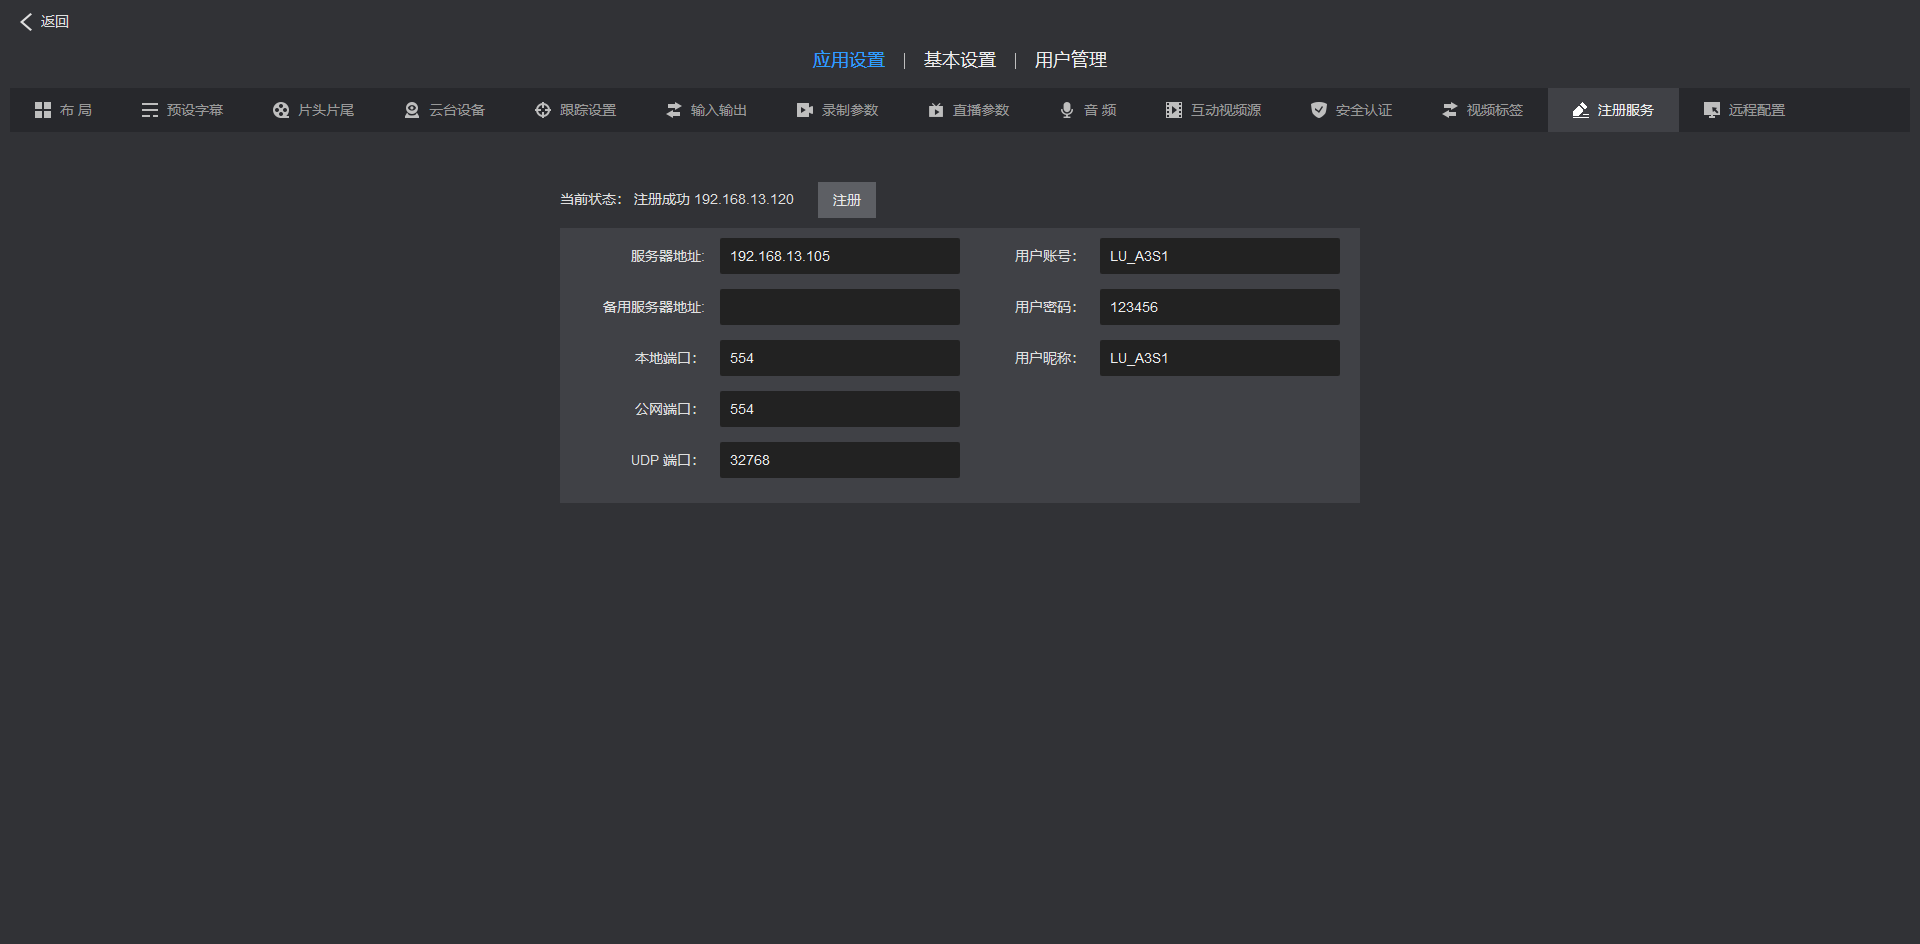 返回
应用设置 | 基本设置 | 用户管理
布 局 预设字幕 片头片尾 云台设备 跟踪设置 输入输出 录制参数 直播参数 音 频 互动视频源 安全认证 视频标签 注册服务 远程配置
当前状态： 注册成功 192.168.13.120 注册
服务器地址: 192.168.13.105 用户账号： LU_A3S1
备用服务器地址: 用户密码： 123456
本地端口： 554 用户昵称： LU_A3S1
公网端口： 554
UDP 端口： 32768